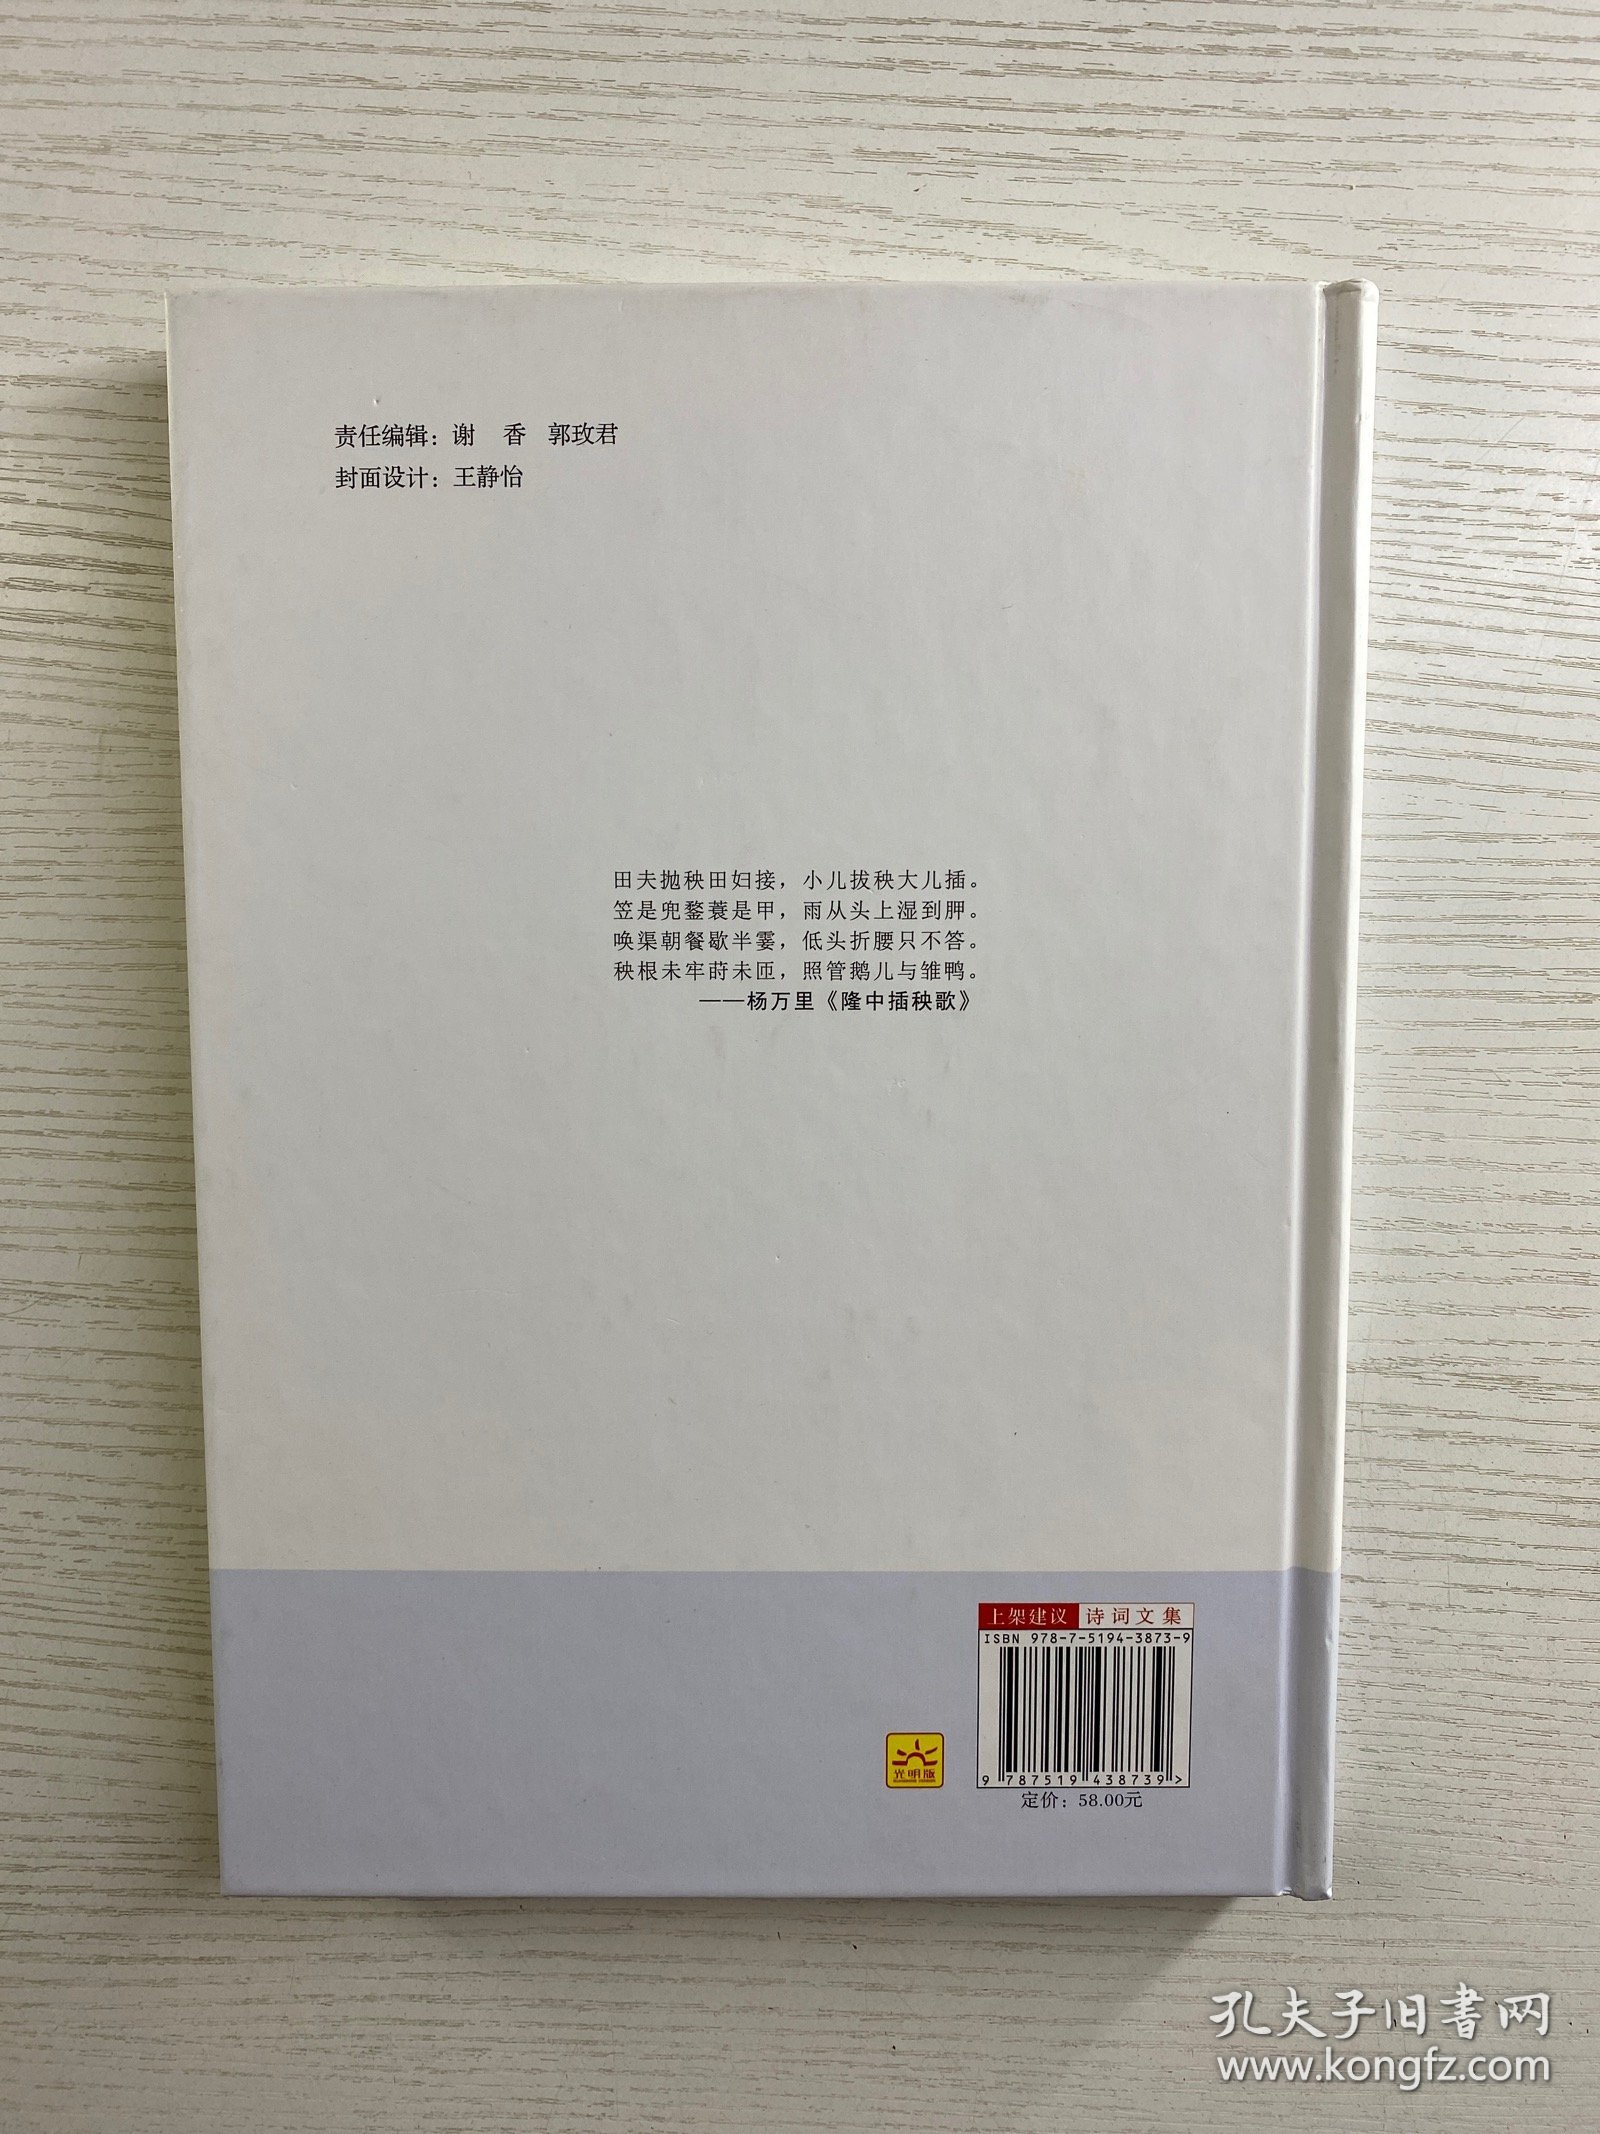 责任编辑：谢 香 郭玫君
封面设计：王静怡
田夫抛秧田妇接，小儿拔秧大儿插。
笠是兜鍪蓑是甲，雨从头上湿到胛。
唤渠朝餐歇半霎，低头折腰只不答。
秧根未牢莳未匝，照管鹅儿与雏鸭。
——杨万里《隆中插秧歌》
上架建议 诗词文集
ISBN 978-7-5194-3873-9
9 787519 438739 >
定价：58.00元
光明版
孔夫子旧书网
www.kongfz.com